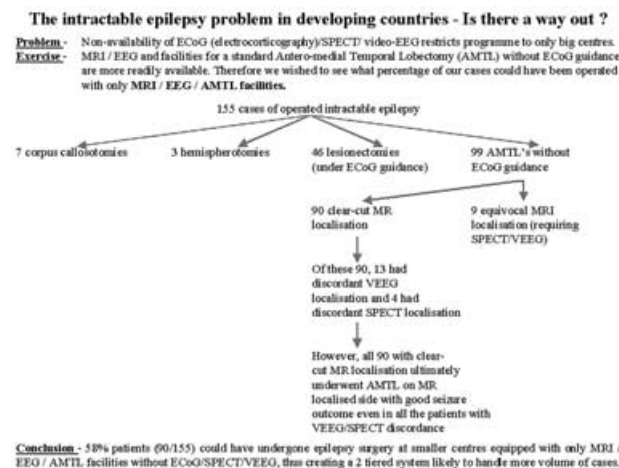 The intractable epilepsy problem in developing countries - Is there a way out ?
Problem - Non-availability of ECoG (electrocorticography)/SPECT/ video-EEG restricts programme to only big centres.
Exercise - MRI / EEG and facilities for a standard Antero-medial Temporal Lobectomy (AMTL) without ECoG guidance
are more readily available. Therefore we wished to see what percentage of our cases could have been operated
with only MRI / EEG / AMTL facilities.
155 cases of operated intractable epilepsy
7 corpus callosotomies 3 hemispherotomies 46 lesionectomies 99 AMTL's without
(under ECoG guidance) ECoG guidance
90 clear-cut MR 9 equivocal MRI
localisation localisation (requiring
SPECT/VEEG)
Of these 90, 13 had
discordant VEEG
localisation and 4 had
discordant SPECT localisation
However, all 90 with clear-
cut MR localisation ultimately
underwent AMTL on MR
localised side with good seizure
outcome even in all the patients with
VEEG/SPECT discordance
Conclusion - 58% patients (90/155) could have undergone epilepsy surgery at smaller centres equipped with only MRI /
EEG / AMTL facilities without ECoG/SPECT/VEEG, thus creating a 2 tiered system likely to handle more volume of cases.